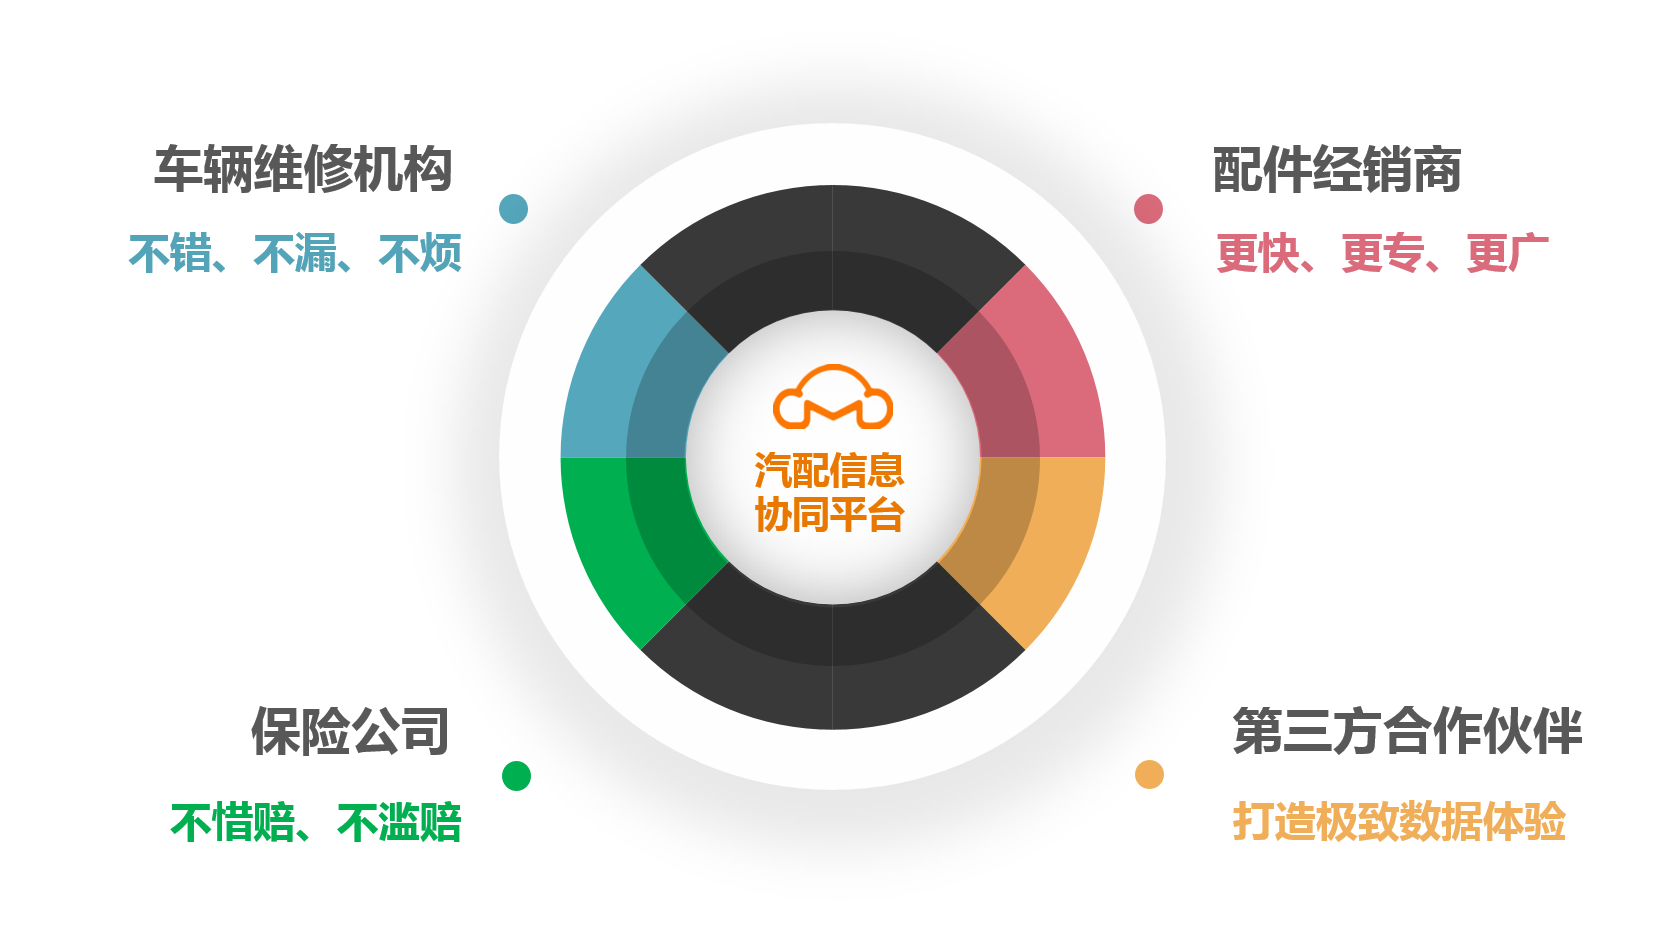 车辆维修机构
不错、不漏、不烦
配件经销商
更快、更专、更广
汽配信息
协同平台
保险公司
不惜赔、不滥赔
第三方合作伙伴
打造极致数据体验